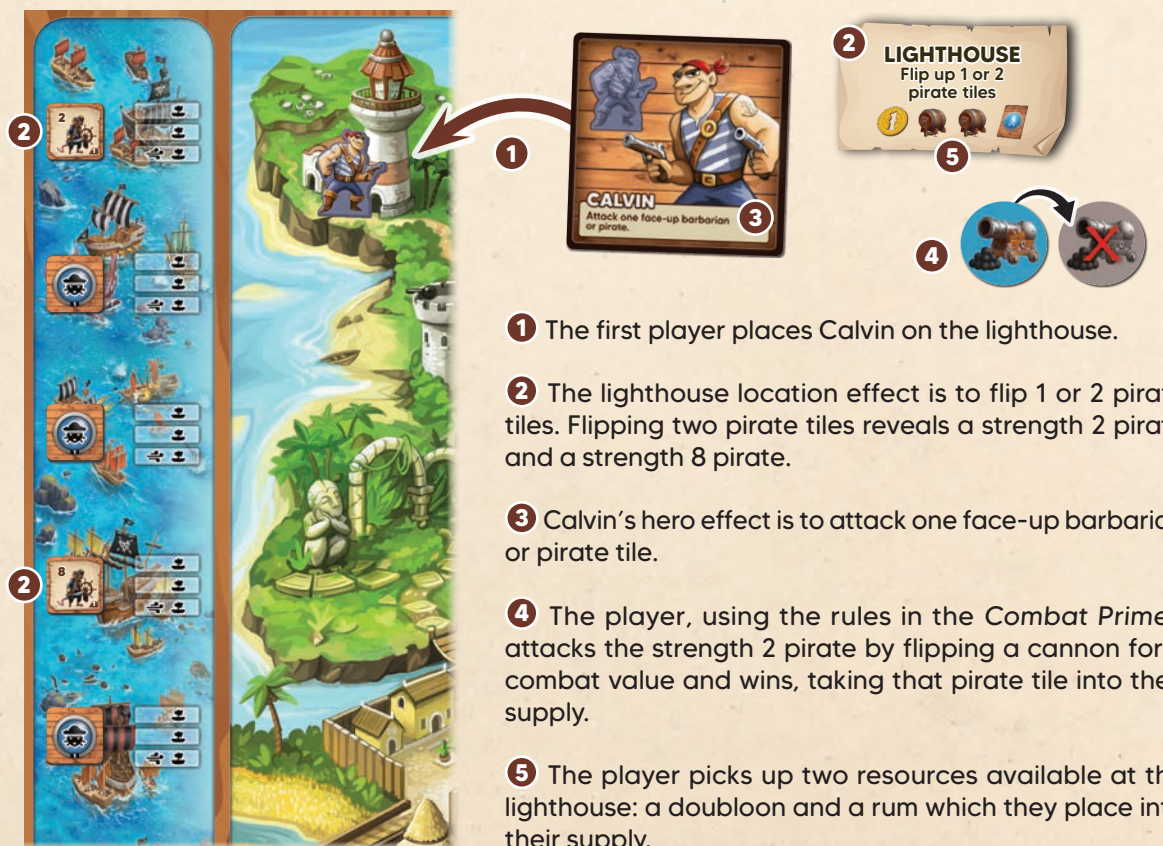 2
2
8
2
1
CALVIN
Attack one face-up barbarian
or pirate.
3
2
LIGHTHOUSE
Flip up 1 or 2
pirate tiles
5
4
1 The first player places Calvin on the lighthouse.
2 The lighthouse location effect is to flip 1 or 2 pirat
tiles. Flipping two pirate tiles reveals a strength 2 pirat
and a strength 8 pirate.
3 Calvin's hero effect is to attack one face-up barbaric
or pirate tile.
4 The player, using the rules in the Combat Prime
attacks the strength 2 pirate by flipping a cannon for
combat value and wins, taking that pirate tile into the
supply.
5 The player picks up two resources available at th
lighthouse: a doubloon and a rum which they place int
their supply.